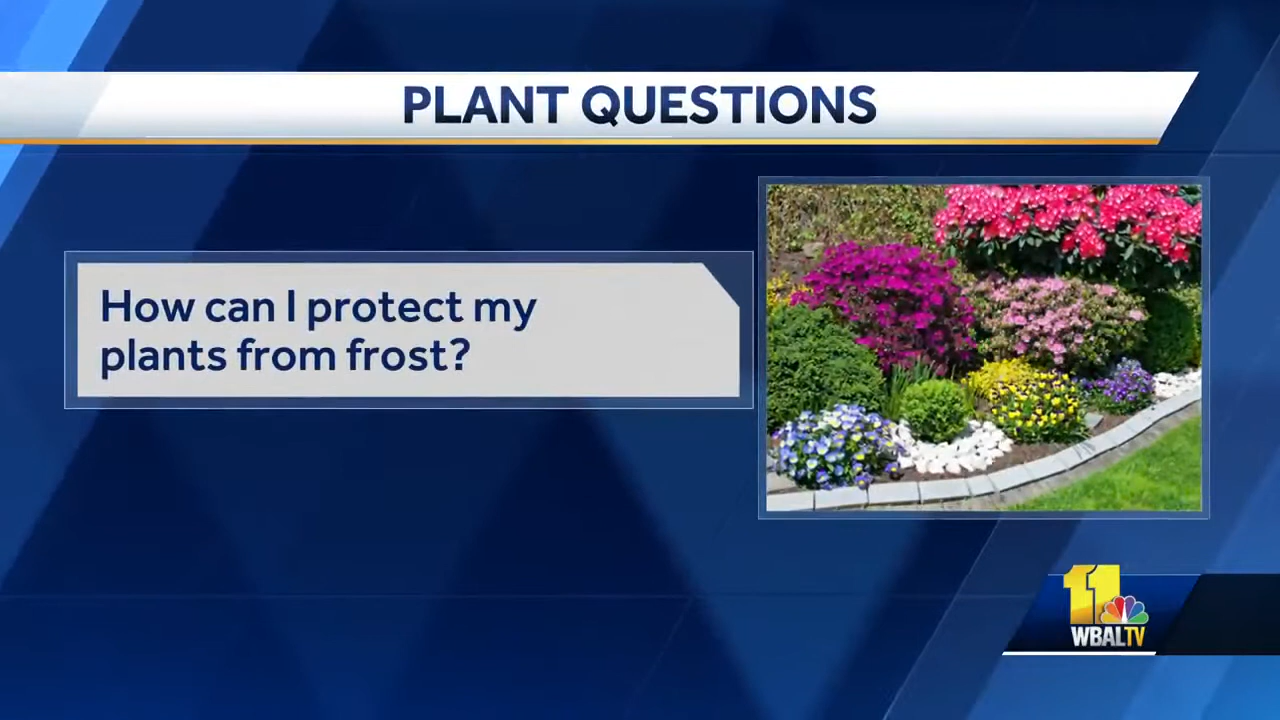 PLANT QUESTIONS
How can I protect my
plants from frost?
11
WBALTV